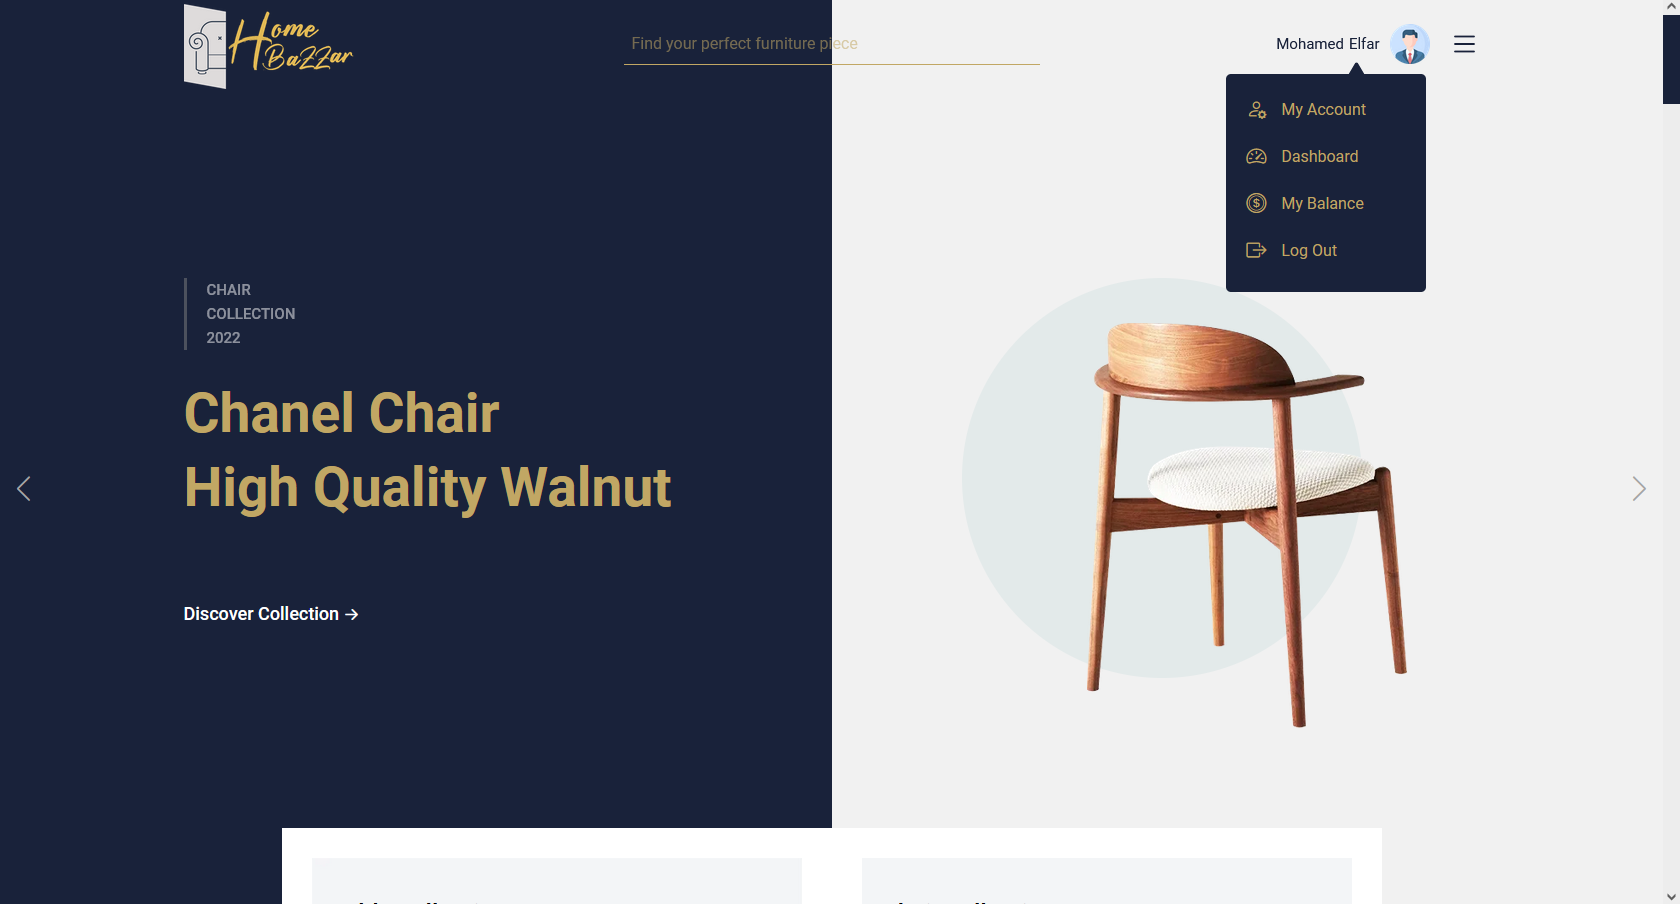 Home
BaZZar
Find your perfect furniture piece
Mohamed Elfar
My Account
Dashboard
My Balance
Log Out
CHAIR
COLLECTION
2022
Chanel Chair
High Quality Walnut
Discover Collection →